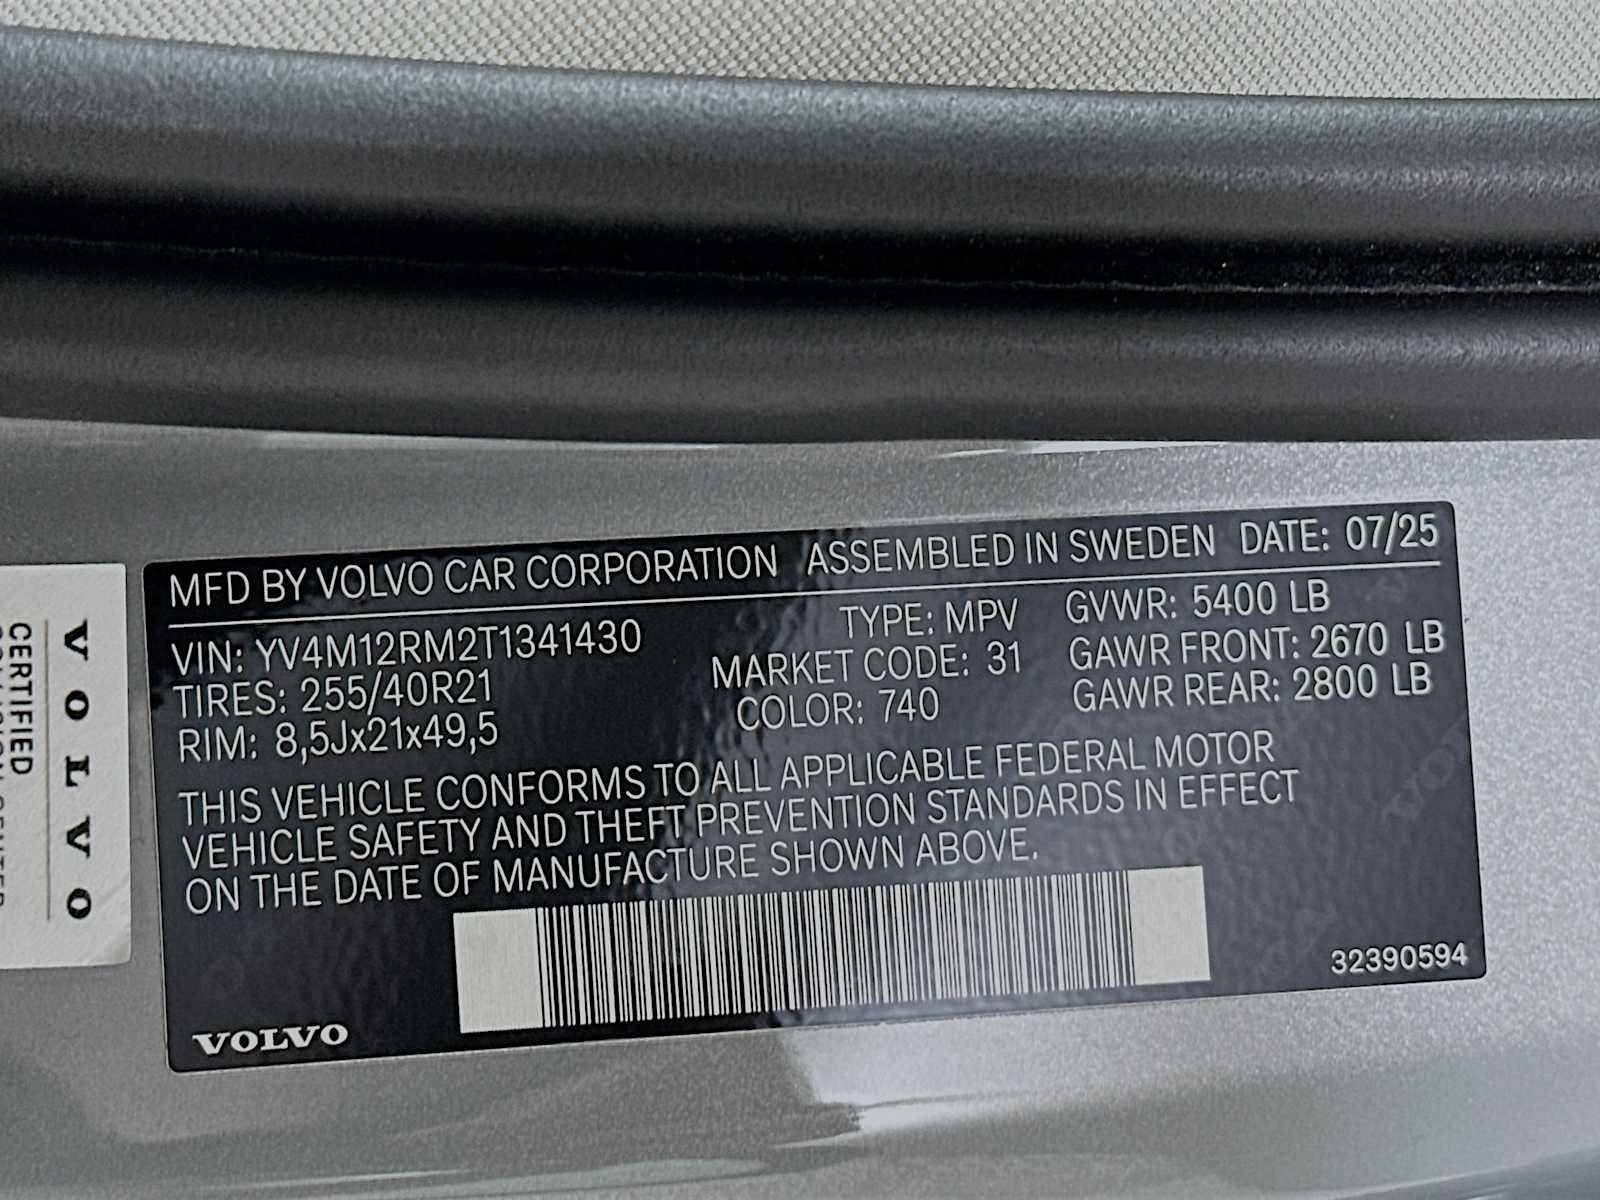 MFD BY VOLVO CAR CORPORATION ASSEMBLED IN SWEDEN DATE: 07/25
VIN: YV4M12RM2T1341430 TYPE: MPV GVWR: 5400 LB
TIRES: 255/40R21 MARKET CODE: 31 GAWR FRONT: 2670 LB
RIM: 8,5Jx21x49,5 COLOR: 740 GAWR REAR: 2800 LB
THIS VEHICLE CONFORMS TO ALL APPLICABLE FEDERAL MOTOR
VEHICLE SAFETY AND THEFT PREVENTION STANDARDS IN EFFECT
ON THE DATE OF MANUFACTURE SHOWN ABOVE.
32390594
VOLVO
VOLVO
CERTIFIED